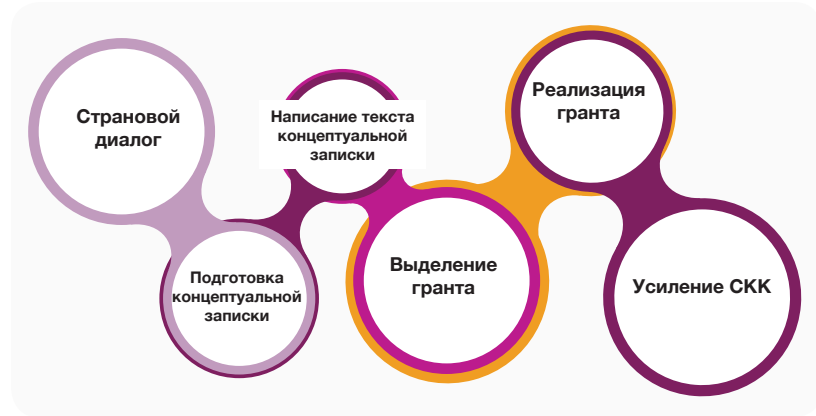 Страновой
диалог
Подготовка
концептуальной
записки
Написание текста
концептуальной
записки
Выделение
гранта
Реализация
гранта
Усиление СКК